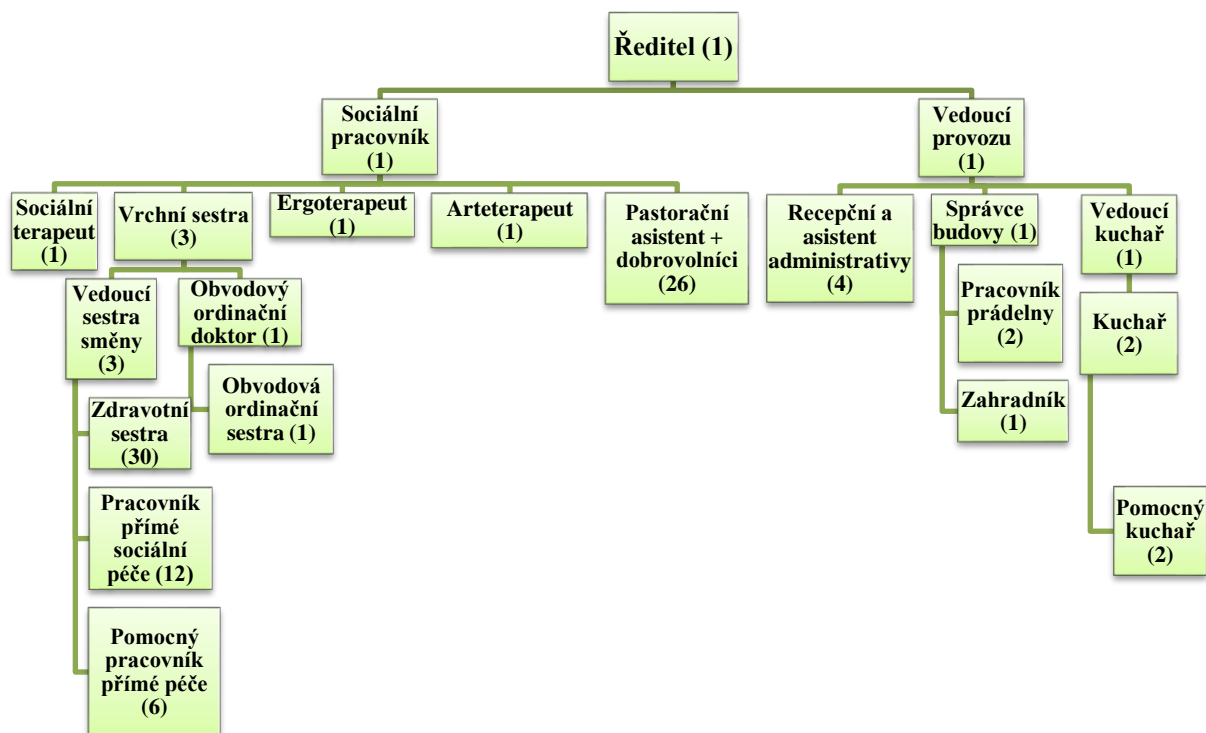 Ředitel (1)
Sociální
pracovník
(1)
Vedoucí
provozu
(1)
Sociální
terapeut
(1)
Vrchní sestra
(3)
Ergoterapeut
(1)
Arteterapeut
(1)
Pastorační
asistent +
dobrovolníci
(26)
Recepční a
asistent
administrativy
(4)
Správce
budovy (1)
Vedoucí
kuchař
(1)
Vedoucí
sestra
směny
(3)
Obvodový
ordinační
doktor (1)
Obvodová
ordinační
sestra (1)
Zdravotní
sestra
(30)
Pracovník
přímé
sociální
péče (12)
Pomocný
pracovník
přímé péče
(6)
Pracovník
prádelny
(2)
Zahradník
(1)
Kuchař
(2)
Pomocný
kuchař
(2)